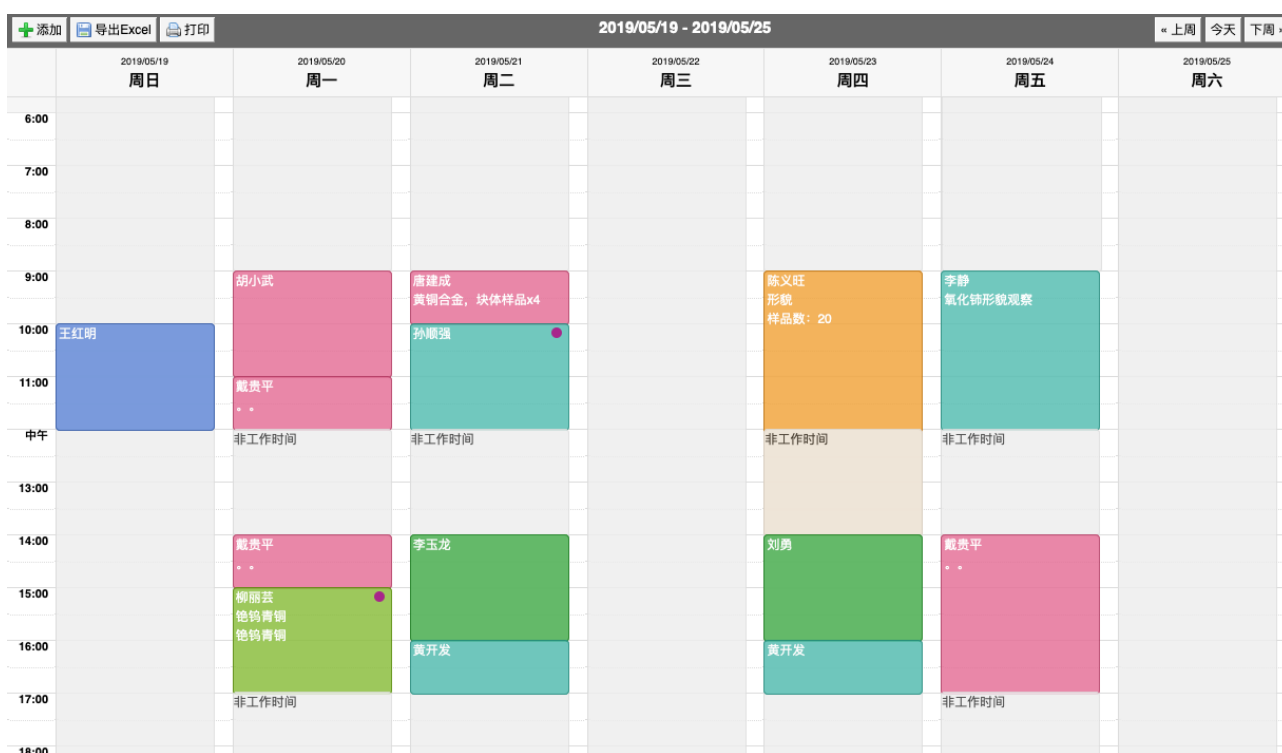 添加 导出Excel 打印 2019/05/19 - 2019/05/25 « 上周 今天 下周 »
2019/05/19 2019/05/20 2019/05/21 2019/05/22 2019/05/23 2019/05/24 2019/05/25
周日 周一 周二 周三 周四 周五 周六
6:00
7:00
8:00
9:00
10:00
11:00
中午
13:00
14:00
15:00
16:00
17:00
18:00
王红明
胡小武
戴贵平
。。
非工作时间
戴贵平
。。
柳丽芸
铯钨青铜
铯钨青铜
非工作时间
唐建成
黄铜合金，块体样品x4
孙顺强
非工作时间
李玉龙
黄开发
陈义旺
形貌
样品数：20
非工作时间
刘勇
黄开发
李静
氧化铈形貌观察
非工作时间
戴贵平
。。
非工作时间